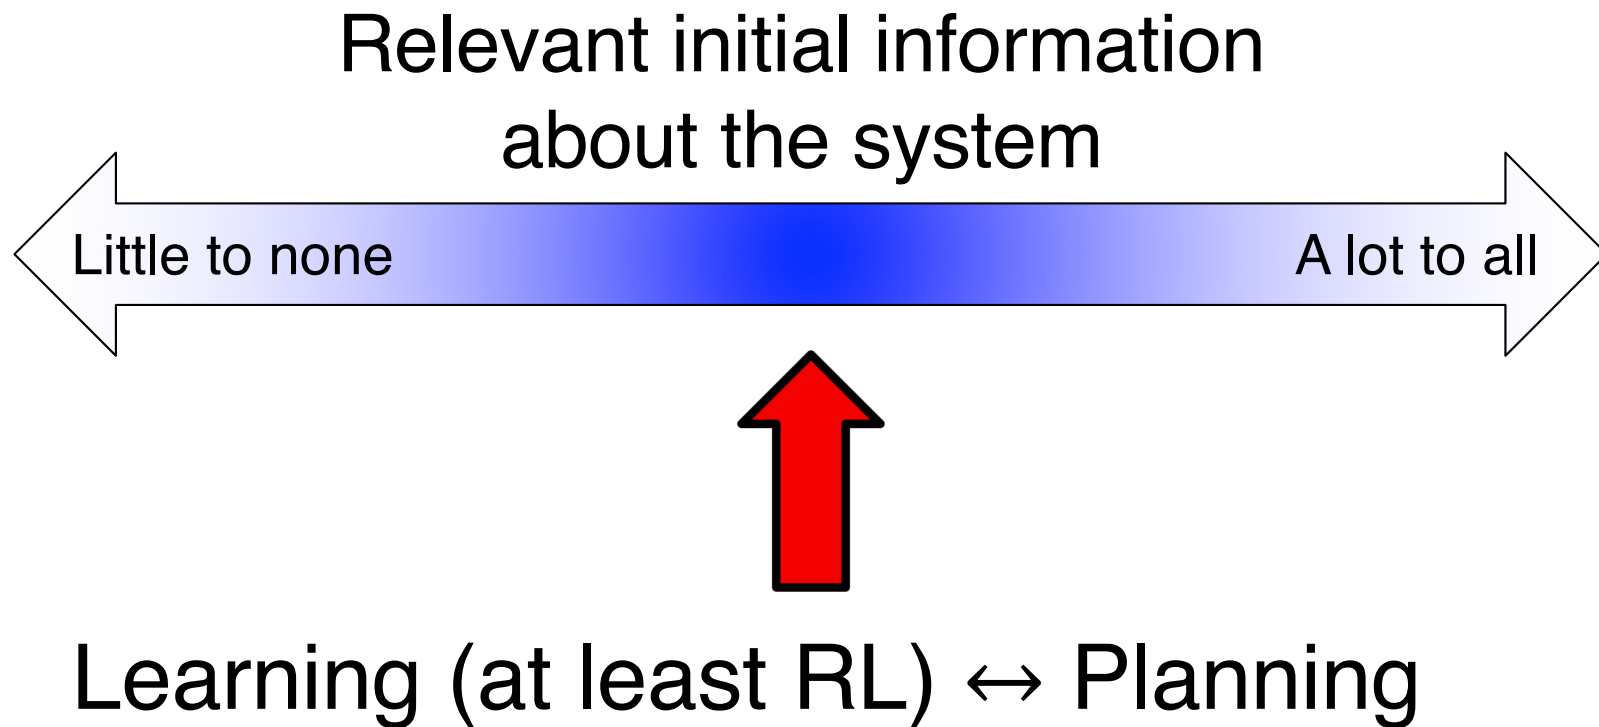 Relevant initial information
about the system
Little to none
A lot to all
Learning (at least RL) ↔ Planning